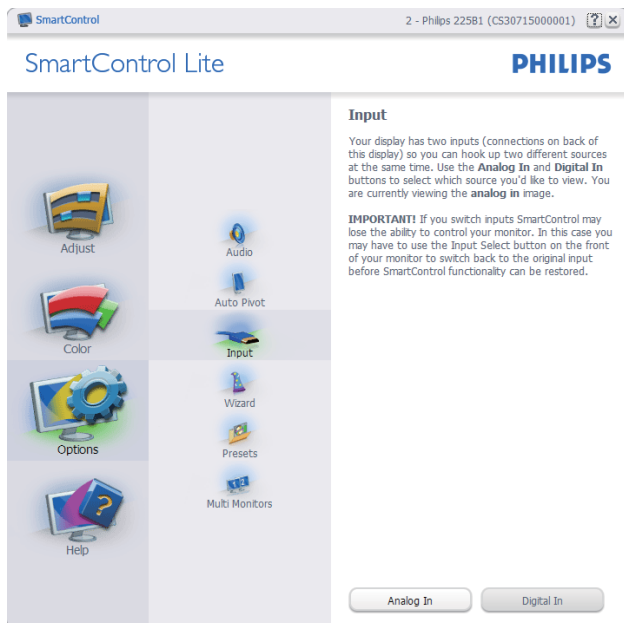 SmartControl
2 - Philips 225B1 (CS30715000001)
?
SmartControl Lite
PHILIPS
Adjust
Color
Options
Help
Audio
Auto Pivot
Input
Wizard
Presets
1 2
Multi Monitors
Input
Your display has two inputs (connections on back of
this display) so you can hook up two different sources
at the same time. Use the Analog In and Digital In
buttons to select which source you'd like to view. You
are currently viewing the analog in image.
IMPORTANT! If you switch inputs SmartControl may
lose the ability to control your monitor. In this case you
may have to use the Input Select button on the front
of your monitor to switch back to the original input
before SmartControl functionality can be restored.
Analog In
Digital In